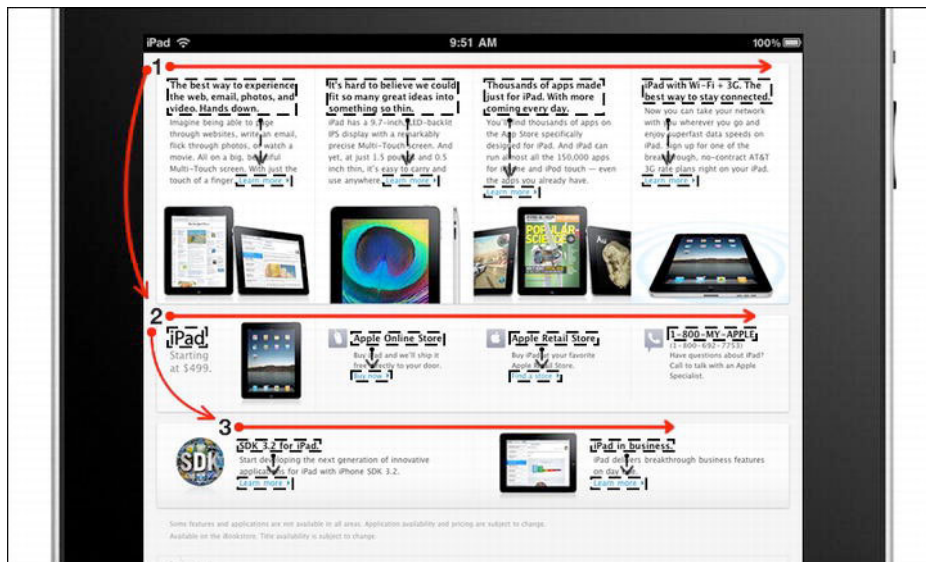 iPad
9:51 AM
100%
1
The best way to experience
the web, email, photos, and
video. Hands down.
Imagine being able to page
through websites, write an email,
flick through photos, or watch a
movie. All on a big, beautiful
Multi-Touch screen. With just the
touch of a finger. Learn more
It's hard to believe we could
fit so many great ideas into
something so thin.
iPad has a 9.7-inch, LED-backlit
IPS display with a remarkably
precise Multi-Touch screen. And
yet, at just 1.5 pounds and 0.5
inch thin, it's easy to carry and
use anywhere. Learn more
Thousands of apps made
just for iPad. With more
coming every day.
You'll find thousands of apps on
the App Store specifically
designed for iPad. And iPad can
run almost all the 150,000 apps
for iPhone and iPod touch — even
the apps you already have.
Learn more
iPad with Wi-Fi + 3G. The
best way to stay connected.
Now you can take your network
with you wherever you go and
enjoy superfast data speeds on
iPad. Sign up for one of the
breakthrough, no-contract AT&T
3G rate plans right on your iPad.
Learn more
POPULAR
SCIENCE
Au
2
iPad
Starting
at $499.
Apple Online Store
Buy iPad and we'll ship it
free directly to your door.
Buy now
Apple Retail Store
Buy iPad at your favorite
Apple Retail Store.
Find a store
1-800-MY-APPLE
(1-800-692-7753)
Have questions about iPad?
Call to talk with an Apple
Specialist.
3
SDK
SDK 3.2 for iPad.
Start developing the next generation of innovative
applications for iPad with iPhone SDK 3.2.
Learn more
iPad in business.
iPad delivers breakthrough business features
on day one.
Learn more
Some features and applications are not available in all areas. Application availability and pricing are subject to change.
Available on the iBookstore. Title availability is subject to change.